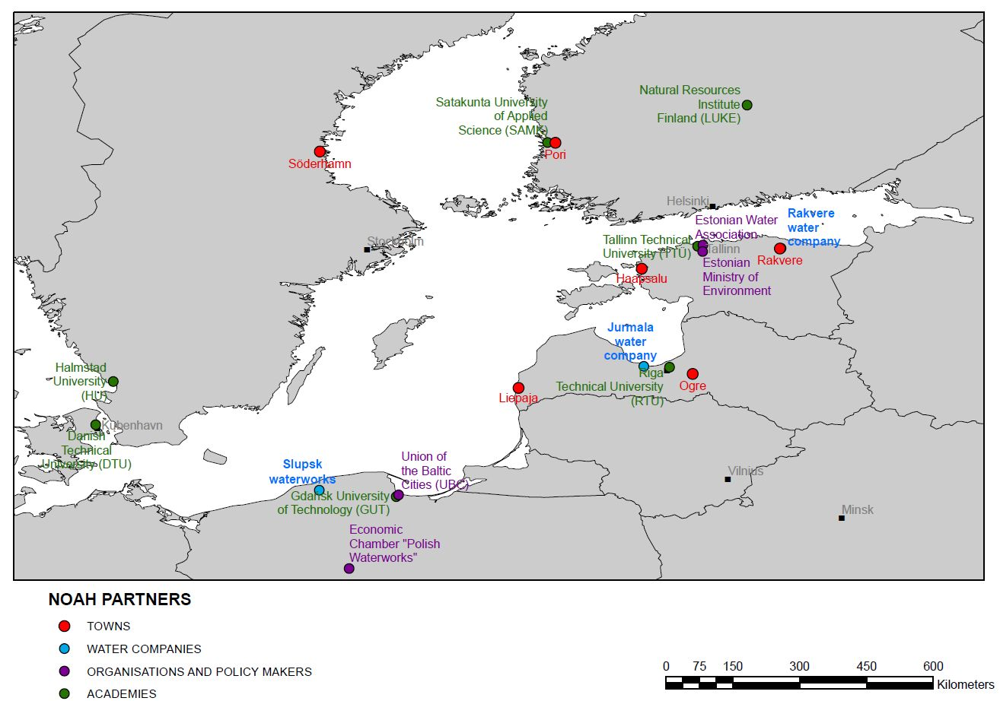 Natural Resources
Institute
Finland (LUKE)
Satakunta University
of Applied
Science (SAMK)
Pori
Söderhamn
Helsinki
Rakvere
water
company
Estonian Water
Association
Tallinn Technical
University (TTU)
Tallinn
Stockholm
Rakvere
Estonian
Ministry of
Environment
Haapsalu
Jurmala
water
company
Halmstad
University
(HU)
Riga
Technical University
(RTU)
Ogre
Liepaja
København
Danish
Technical
University (DTU)
Slupsk
waterworks
Union of
the Baltic
Cities (UBC)
Vilnius
Gdansk University
of Technology (GUT)
Minsk
Economic
Chamber "Polish
Waterworks"
NOAH PARTNERS
TOWNS
WATER COMPANIES
ORGANISATIONS AND POLICY MAKERS
ACADEMIES
0 75 150 300 450 600
Kilometers